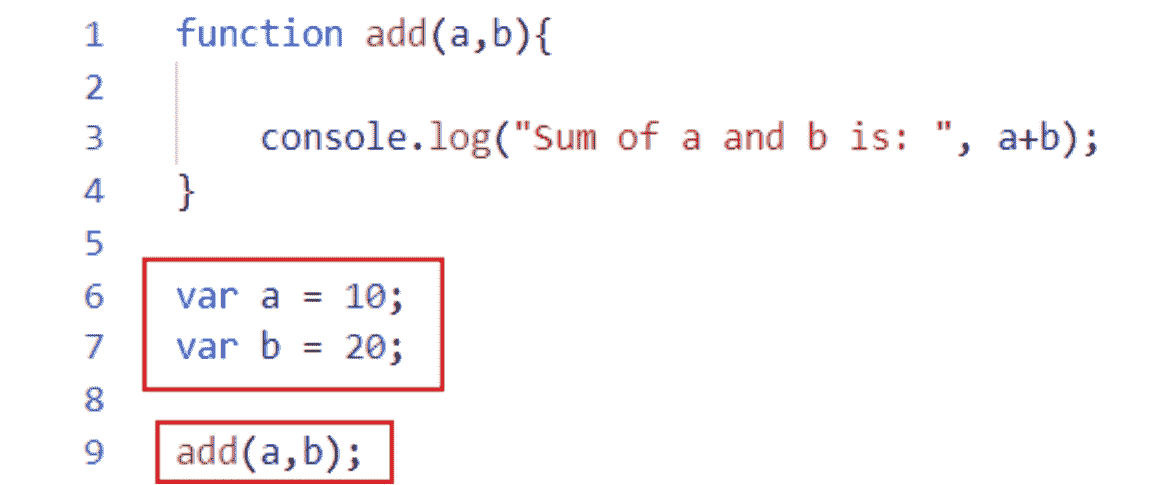 1 function add(a,b){
2
3 console.log("Sum of a and b is: ", a+b);
4 }
5
6 var a = 10;
7 var b = 20;
8
9 add(a,b);